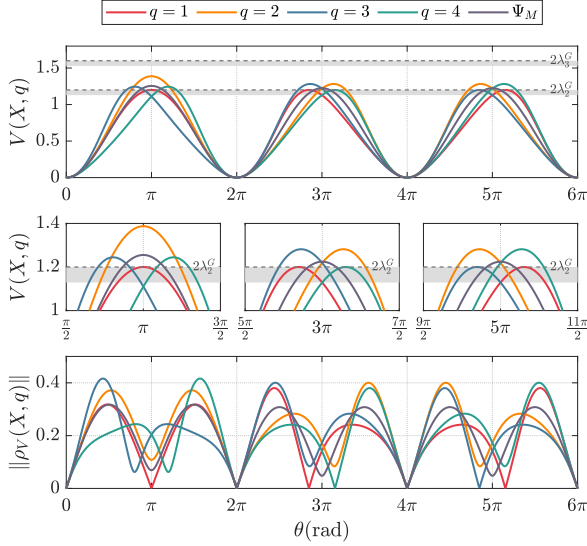 q = 1 q = 2 q = 3 q = 4 Ψ_M
V(X, q)
1.5
1
0.5
0
2λ_3^G
2λ_2^G
0 π 2π 3π 4π 5π 6π
V(X, q)
1.4
1.2
1
2λ_2^G 2λ_2^G 2λ_2^G
π/2 π 3π/2 5π/2 3π 7π/2 9π/2 5π 11π/2
||ρ_V(X, q)||
0.4
0.2
0
0 π 2π 3π 4π 5π 6π
θ(rad)